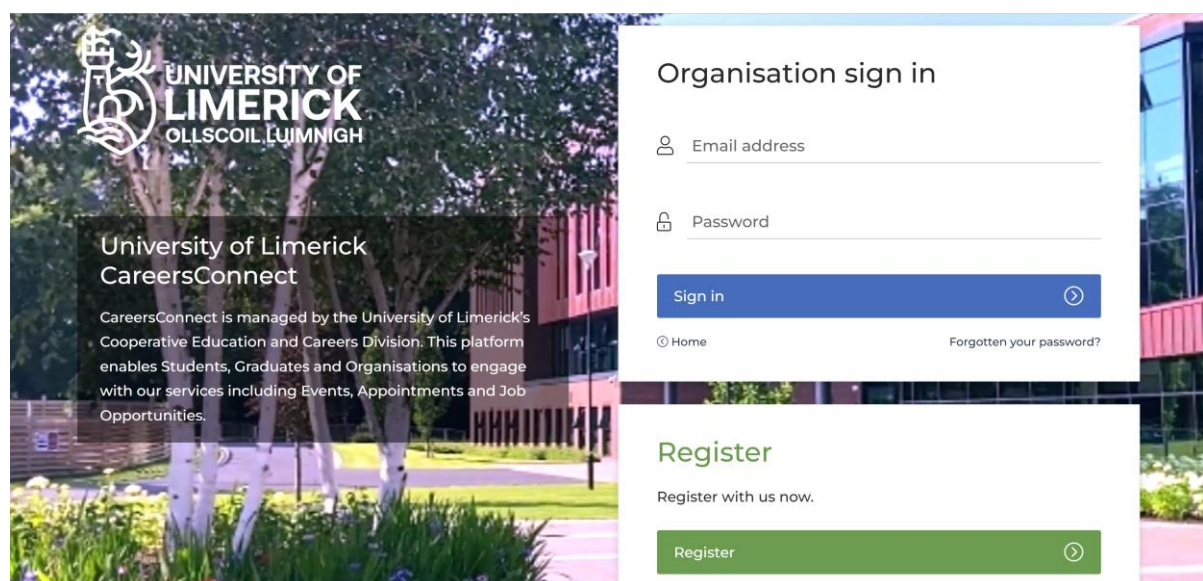 UNIVERSITY OF
LIMERICK
OLLSCOIL LUIMNIGH
University of Limerick
CareersConnect
CareersConnect is managed by the University of Limerick's
Cooperative Education and Careers Division. This platform
enables Students, Graduates and Organisations to engage
with our services including Events, Appointments and Job
Opportunities.
Organisation sign in
Email address
Password
Sign in
Home
Forgotten your password?
Register
Register with us now.
Register